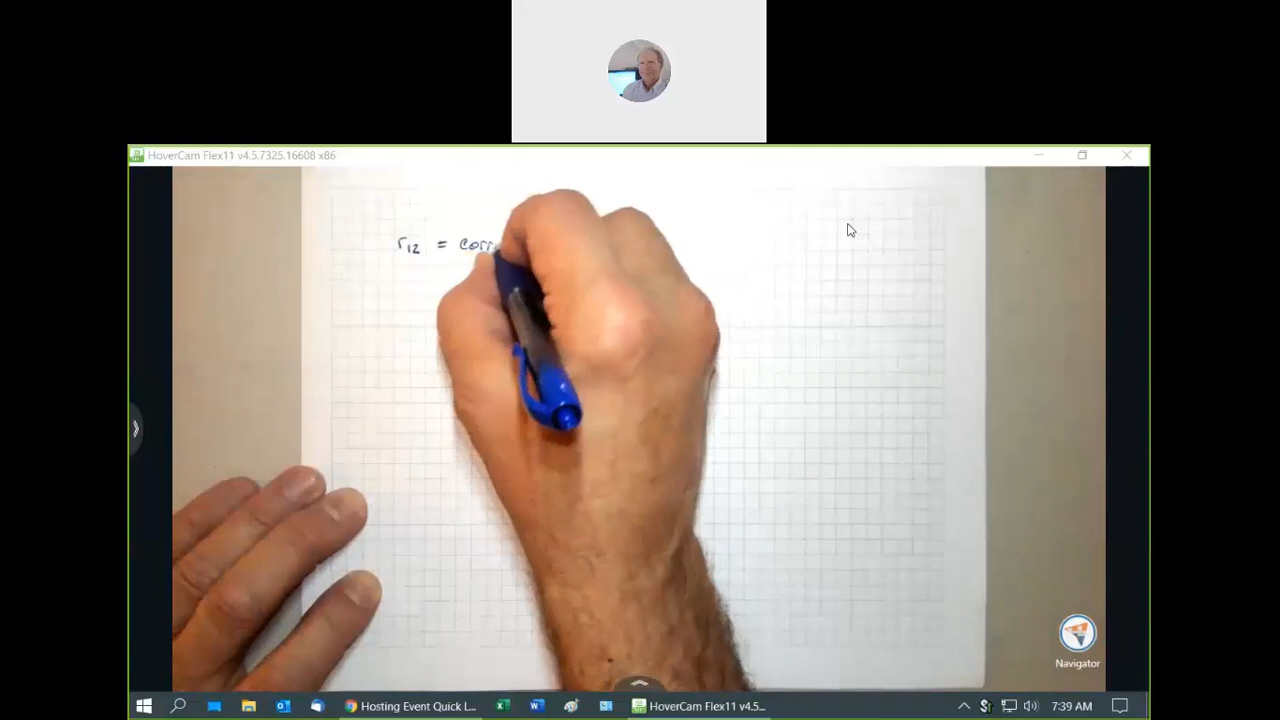 HoverCam Flex11 v4.5.7325.16608 x86
r₁₂ = corr
Navigator
Hosting Event Quick L...
HoverCam Flex11 v4.5...
7:39 AM